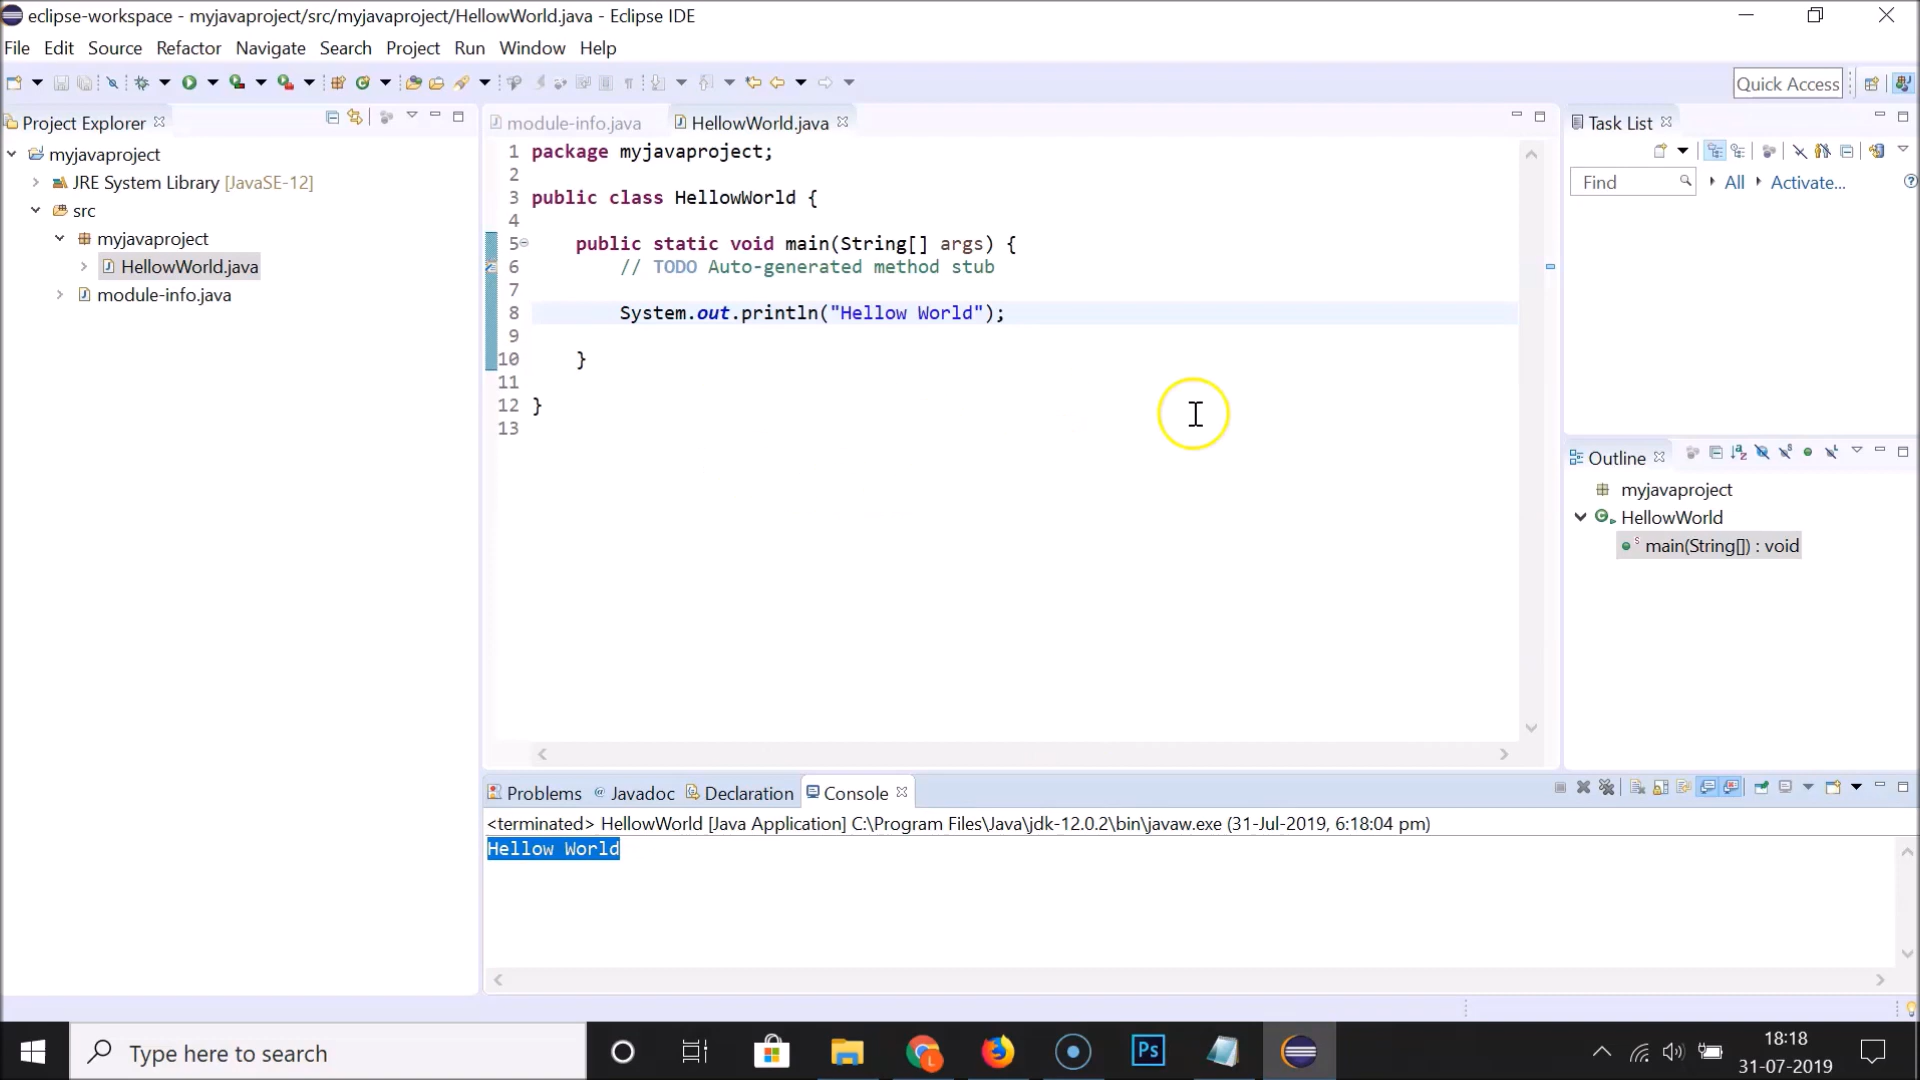 eclipse-workspace - myjavaproject/src/myjavaproject/HellowWorld.java - Eclipse IDE
File Edit Source Refactor Navigate Search Project Run Window Help
Quick Access
Project Explorer
myjavaproject
JRE System Library [JavaSE-12]
src
myjavaproject
HellowWorld.java
module-info.java
module-info.java HellowWorld.java
1 package myjavaproject;
2
3 public class HellowWorld {
4
5 public static void main(String[] args) {
6 // TODO Auto-generated method stub
7
8 System.out.println("Hellow World");
9
10 }
11
12 }
13
Task List
Find All Activate...
Outline
myjavaproject
HellowWorld
main(String[]) : void
Problems @ Javadoc Declaration Console
<terminated> HellowWorld [Java Application] C:\Program Files\Java\jdk-12.0.2\bin\javaw.exe (31-Jul-2019, 6:18:04 pm)
Hellow World
Type here to search
Ps
L
18:18
31-07-2019